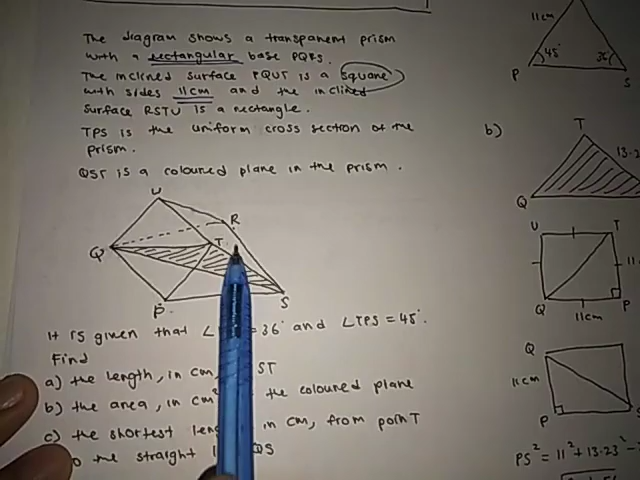 The diagram shows a transparent prism
with a rectangular base PQRS.
The inclined surface PQUT is a square
with sides 11cm and the inclined
surface RSTU is a rectangle.
TPS is the uniform cross section of the
prism.
QST is a coloured plane in the prism.
U
R
Q
T
P
S
It is given that ∠ = 36° and ∠TPS = 45°.
Find
a) the length, in cm, ST
b) the area, in cm² the coloured plane
c) the shortest in cm, from point T
the straight QS
11cm
45°
36°
P
S
b)
T
Q
U
T
11
Q
11cm
P
Q
11cm
P
PS² = 11² + 13.23² -